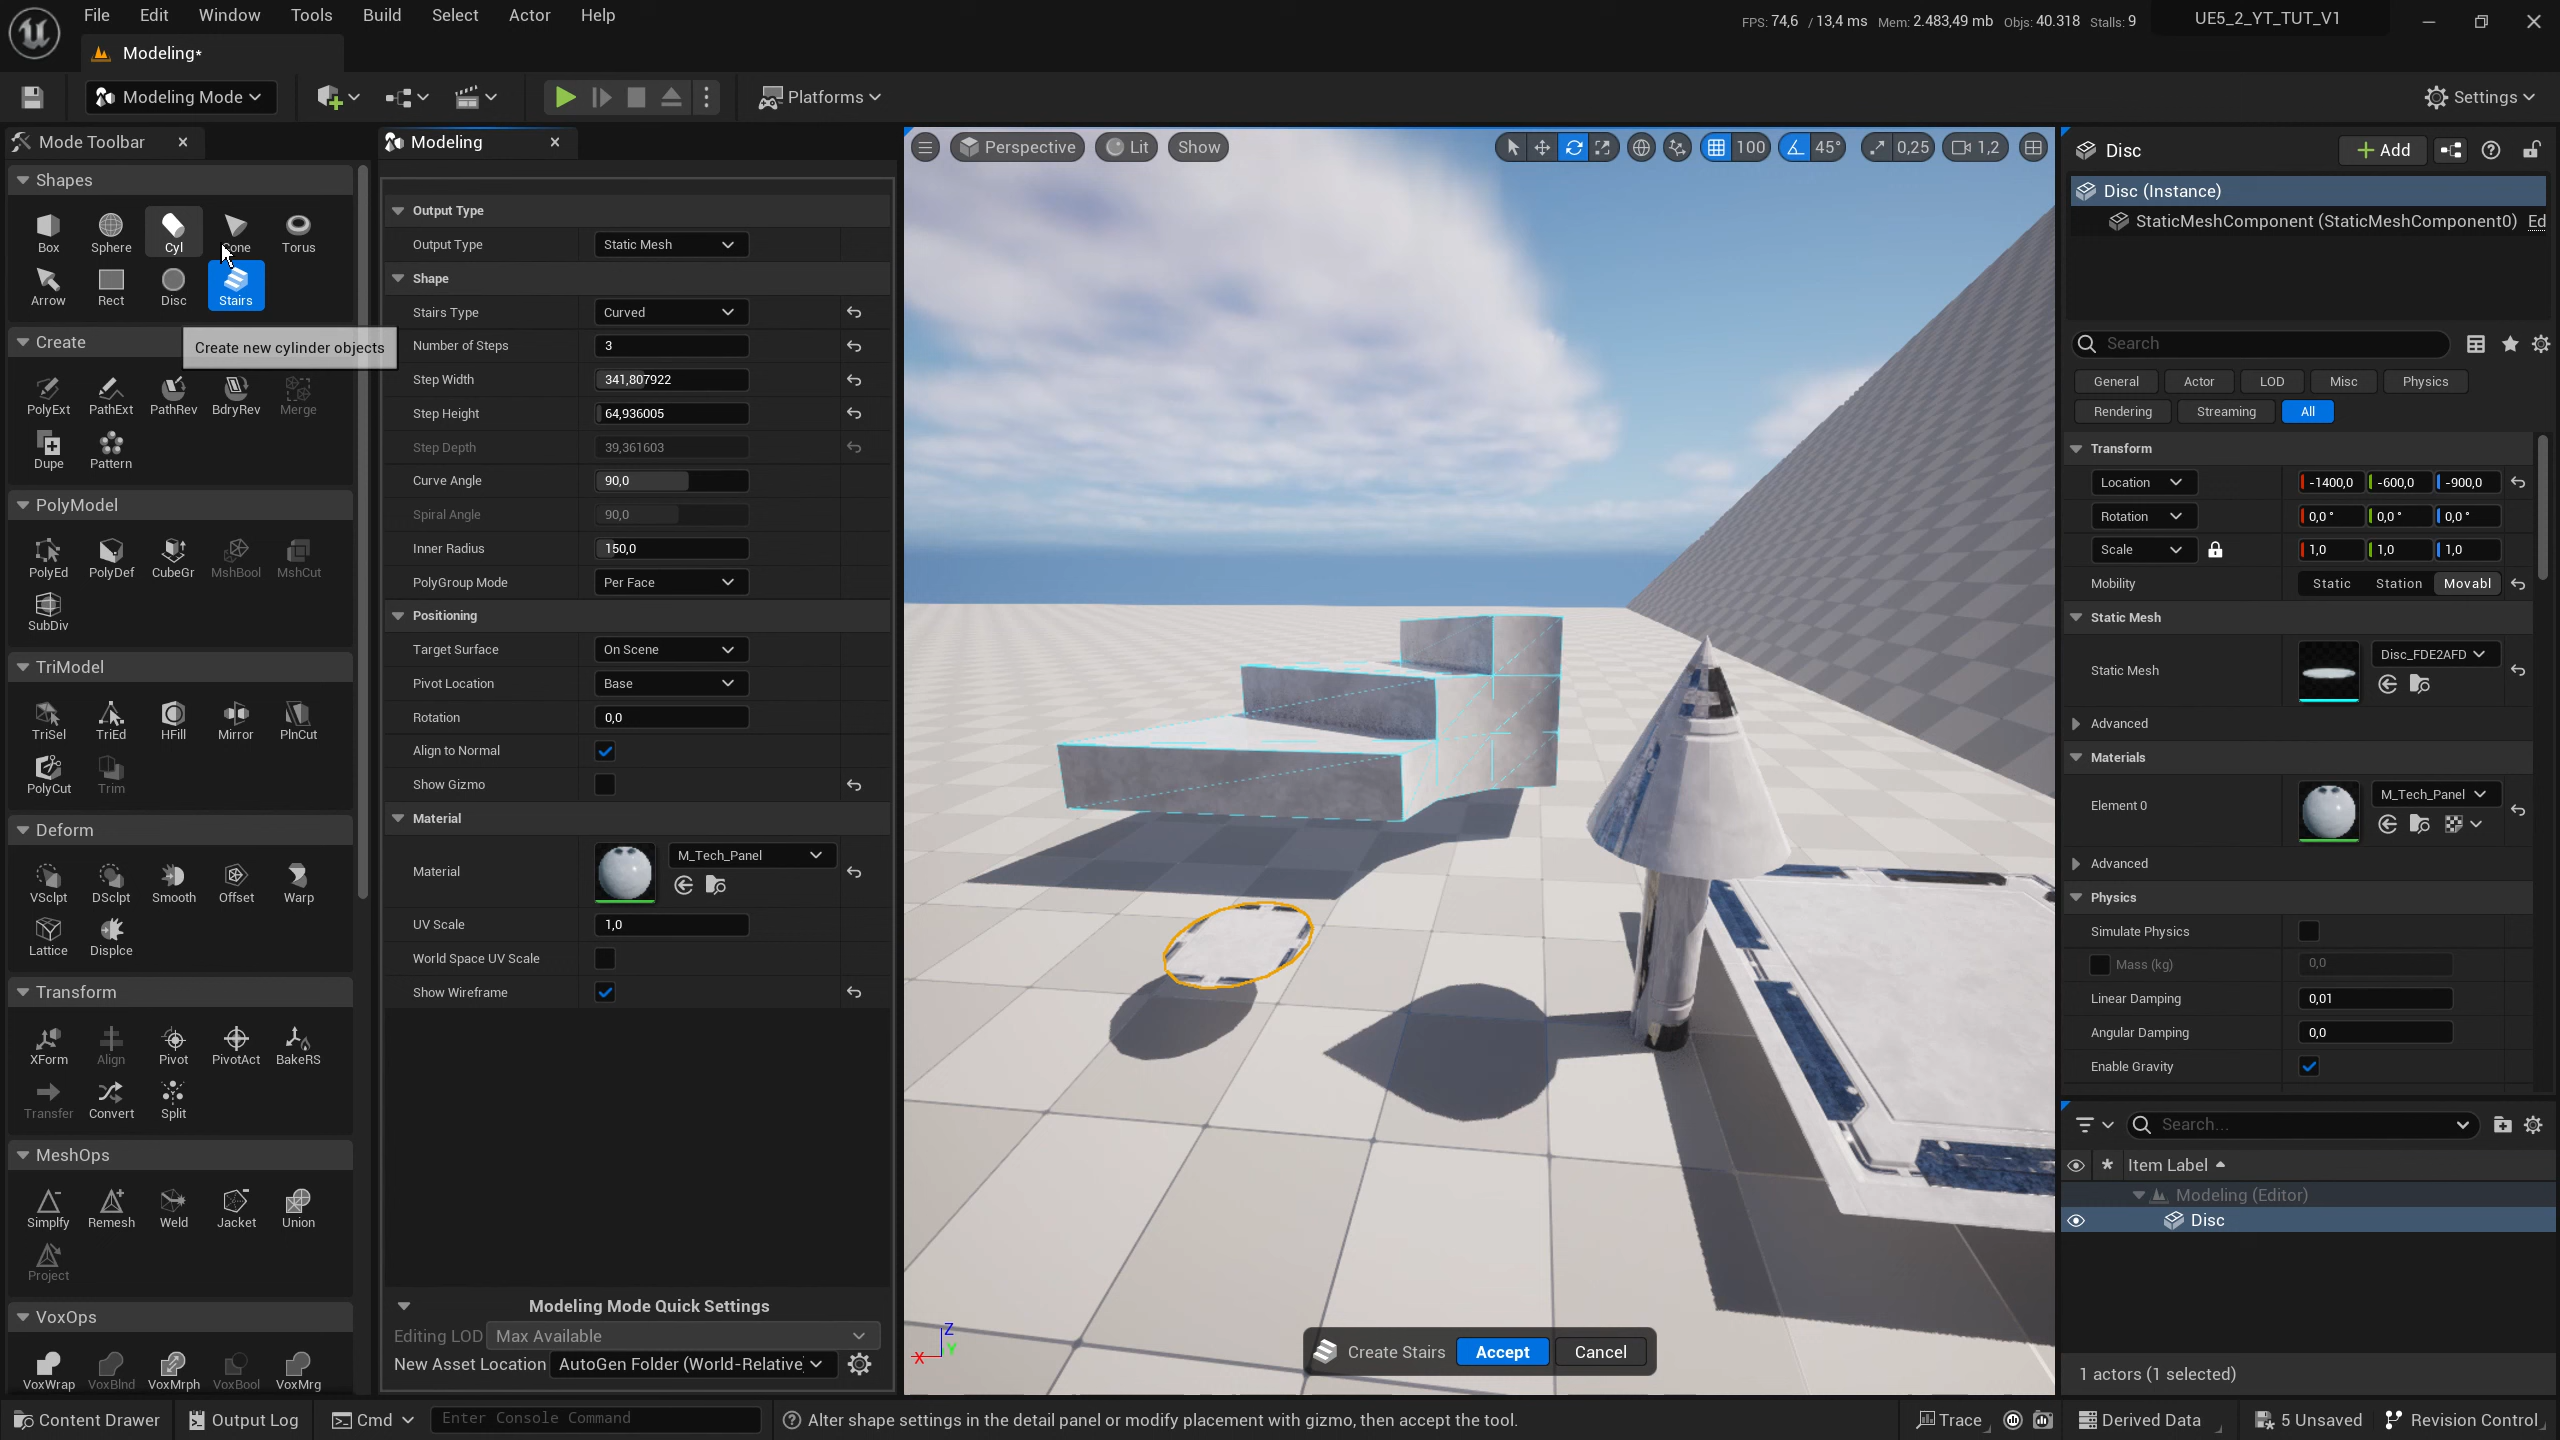 File Edit Window Tools Build Select Actor Help
FPS: 74,6 / 13,4 ms Mem: 2.483,49 mb Objs: 40.318 Stalls: 9
UE5_2_YT_TUT_V1
Modeling*
Modeling Mode
Platforms
Settings
Mode Toolbar
Shapes
Box Sphere Cyl Cone Torus
Arrow Rect Disc Stairs
Create
Create new cylinder objects
PolyExt PathExt PathRev BdryRev Merge
Dupe Pattern
PolyModel
PolyEd PolyDef CubeGr MshBool MshCut
SubDiv
TriModel
TriSel TriEd HFill Mirror PlnCut
PolyCut Trim
Deform
VSclpt DSclpt Smooth Offset Warp
Lattice Displce
Transform
XForm Align Pivot PivotAct BakeRS
Transfer Convert Split
MeshOps
Simplfy Remesh Weld Jacket Union
Project
VoxOps
VoxWrap VoxBlnd VoxMrph VoxBool VoxMrg
Modeling
Output Type
Output Type Static Mesh
Shape
Stairs Type Curved
Number of Steps 3
Step Width 341,807922
Step Height 64,936005
Step Depth 39,361603
Curve Angle 90,0
Spiral Angle 90,0
Inner Radius 150,0
PolyGroup Mode Per Face
Positioning
Target Surface On Scene
Pivot Location Base
Rotation 0,0
Align to Normal
Show Gizmo
Material
Material M_Tech_Panel
UV Scale 1,0
World Space UV Scale
Show Wireframe
Modeling Mode Quick Settings
Editing LOD Max Available
New Asset Location AutoGen Folder (World-Relative)
Perspective Lit Show
100 45° 0,25 1,2
Z
X Y
Create Stairs Accept Cancel
Disc
Add
Disc (Instance)
StaticMeshComponent (StaticMeshComponent0) Ed
Search
General Actor LOD Misc Physics
Rendering Streaming All
Transform
Location -1400,0 -600,0 -900,0
Rotation 0,0 ° 0,0 ° 0,0 °
Scale 1,0 1,0 1,0
Mobility Static Station Movabl
Static Mesh
Static Mesh Disc_FDE2AFD
Advanced
Materials
Element 0 M_Tech_Panel
Advanced
Physics
Simulate Physics
Mass (kg) 0,0
Linear Damping 0,01
Angular Damping 0,0
Enable Gravity
Search...
* Item Label
Modeling (Editor)
Disc
1 actors (1 selected)
Content Drawer Output Log Cmd Enter Console Command Alter shape settings in the detail panel or modify placement with gizmo, then accept the tool. Trace Derived Data 5 Unsaved Revision Control